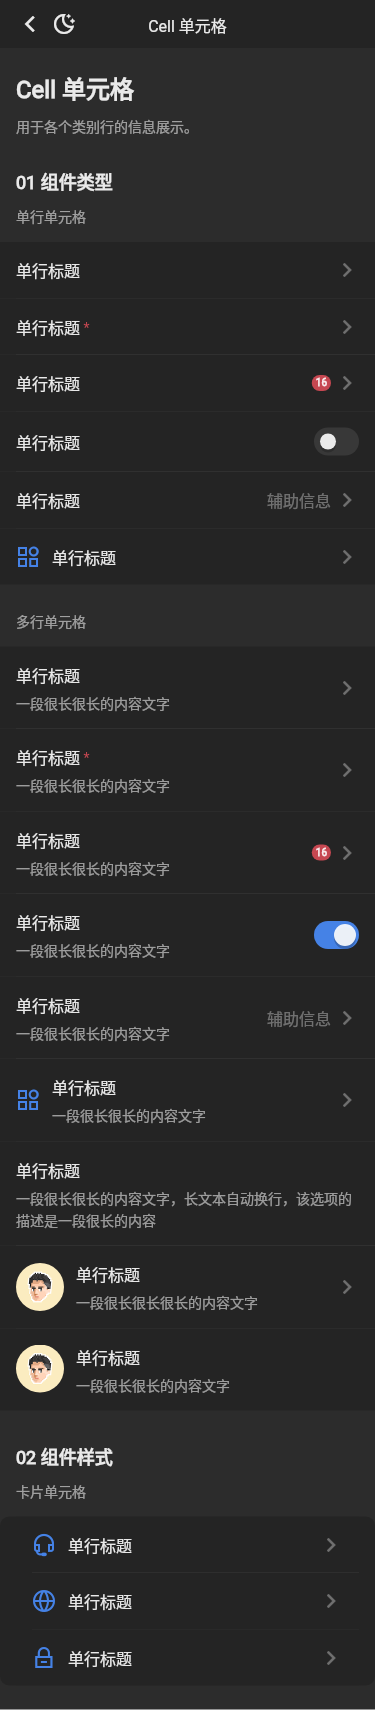 Cell 单元格
Cell 单元格
用于各个类别行的信息展示。
01 组件类型
单行单元格
单行标题
单行标题 *
单行标题 16
单行标题
单行标题 辅助信息
单行标题
多行单元格
单行标题
一段很长很长的内容文字
单行标题 *
一段很长很长的内容文字
单行标题
一段很长很长的内容文字 16
单行标题
一段很长很长的内容文字
单行标题
一段很长很长的内容文字 辅助信息
单行标题
一段很长很长的内容文字
单行标题
一段很长很长的内容文字，长文本自动换行，该选项的
描述是一段很长的内容
单行标题
一段很长很长很长的内容文字
单行标题
一段很长很长的内容文字
02 组件样式
卡片单元格
单行标题
单行标题
单行标题